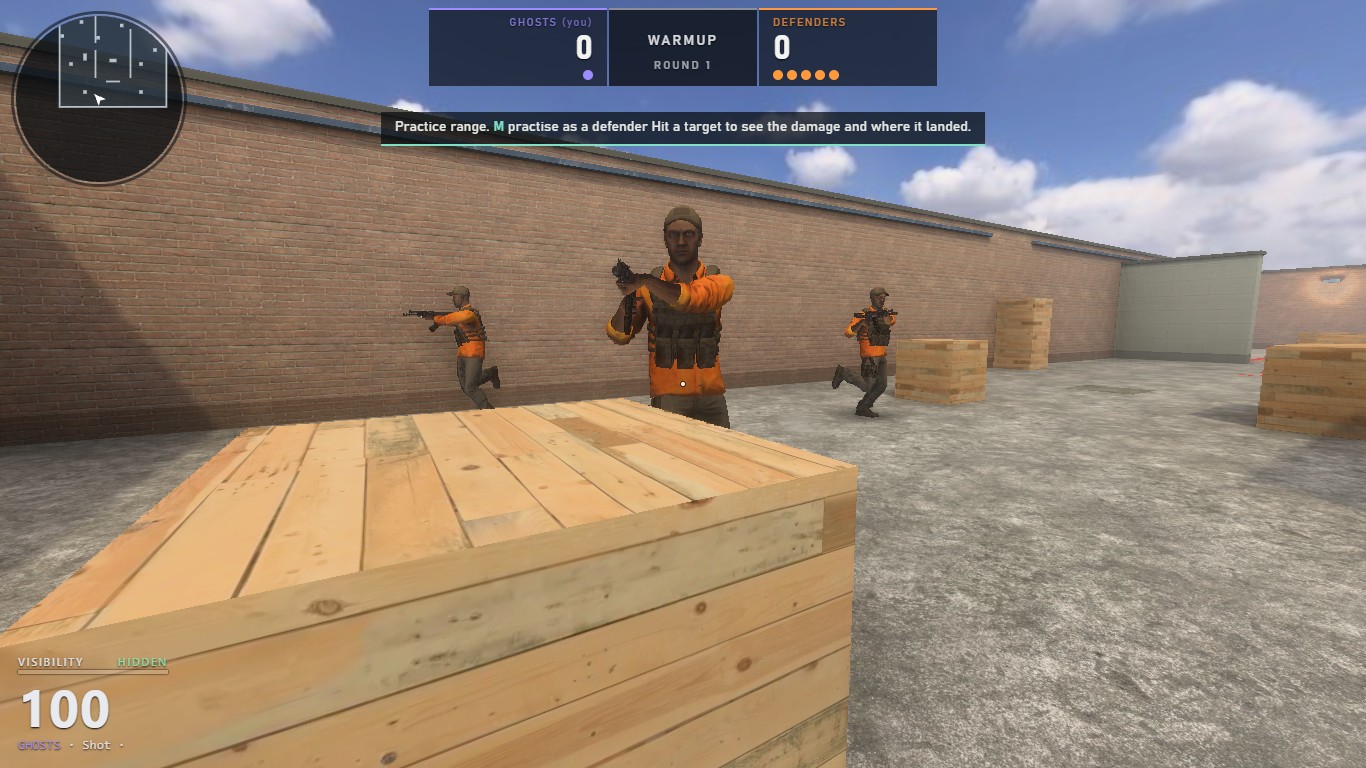 GHOSTS (you)
0
WARMUP
ROUND 1
DEFENDERS
0
Practice range. M practise as a defender Hit a target to see the damage and where it landed.
VISIBILITY HIDDEN
100
GHOSTS · Shot ·